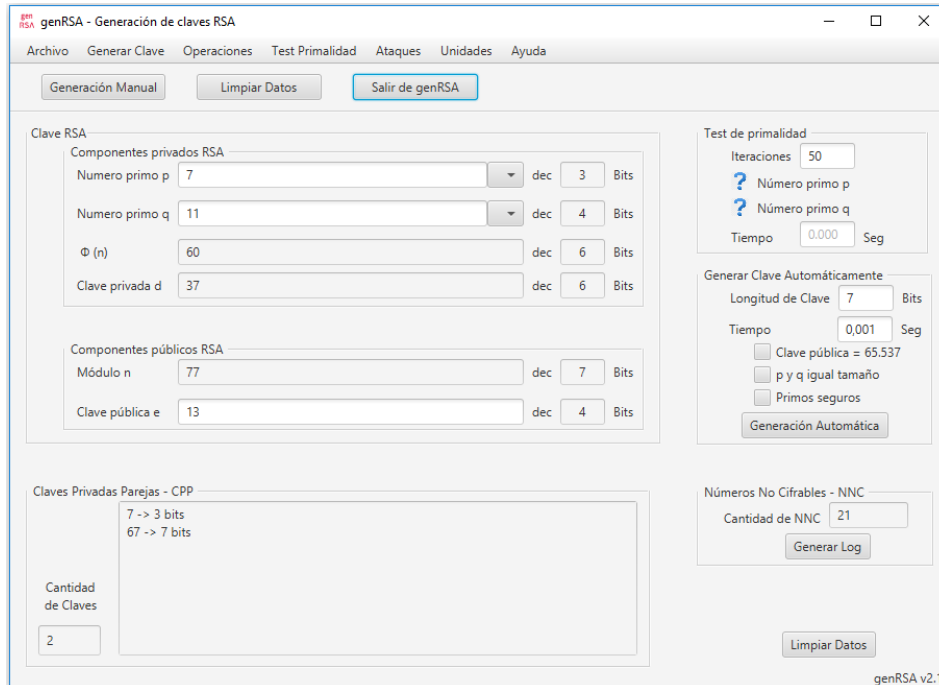 gen RSA genRSA - Generación de claves RSA
Archivo Generar Clave Operaciones Test Primalidad Ataques Unidades Ayuda
Generación Manual Limpiar Datos Salir de genRSA
Clave RSA
Componentes privados RSA
Numero primo p 7 dec 3 Bits
Numero primo q 11 dec 4 Bits
Φ (n) 60 dec 6 Bits
Clave privada d 37 dec 6 Bits
Componentes públicos RSA
Módulo n 77 dec 7 Bits
Clave pública e 13 dec 4 Bits
Test de primalidad
Iteraciones 50
? Número primo p
? Número primo q
Tiempo 0.000 Seg
Generar Clave Automáticamente
Longitud de Clave 7 Bits
Tiempo 0,001 Seg
Clave pública = 65.537
p y q igual tamaño
Primos seguros
Generación Automática
Claves Privadas Parejas - CPP
7 -> 3 bits
67 -> 7 bits
Cantidad
de Claves
2
Números No Cifrables - NNC
Cantidad de NNC 21
Generar Log
Limpiar Datos
genRSA v2.1